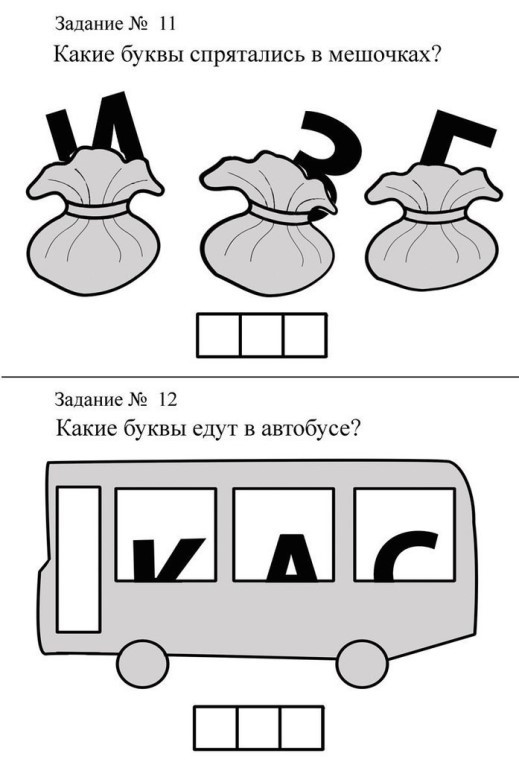 Задание № 11
Какие буквы спрятались в мешочках?
Задание № 12
Какие буквы едут в автобусе?
К А С